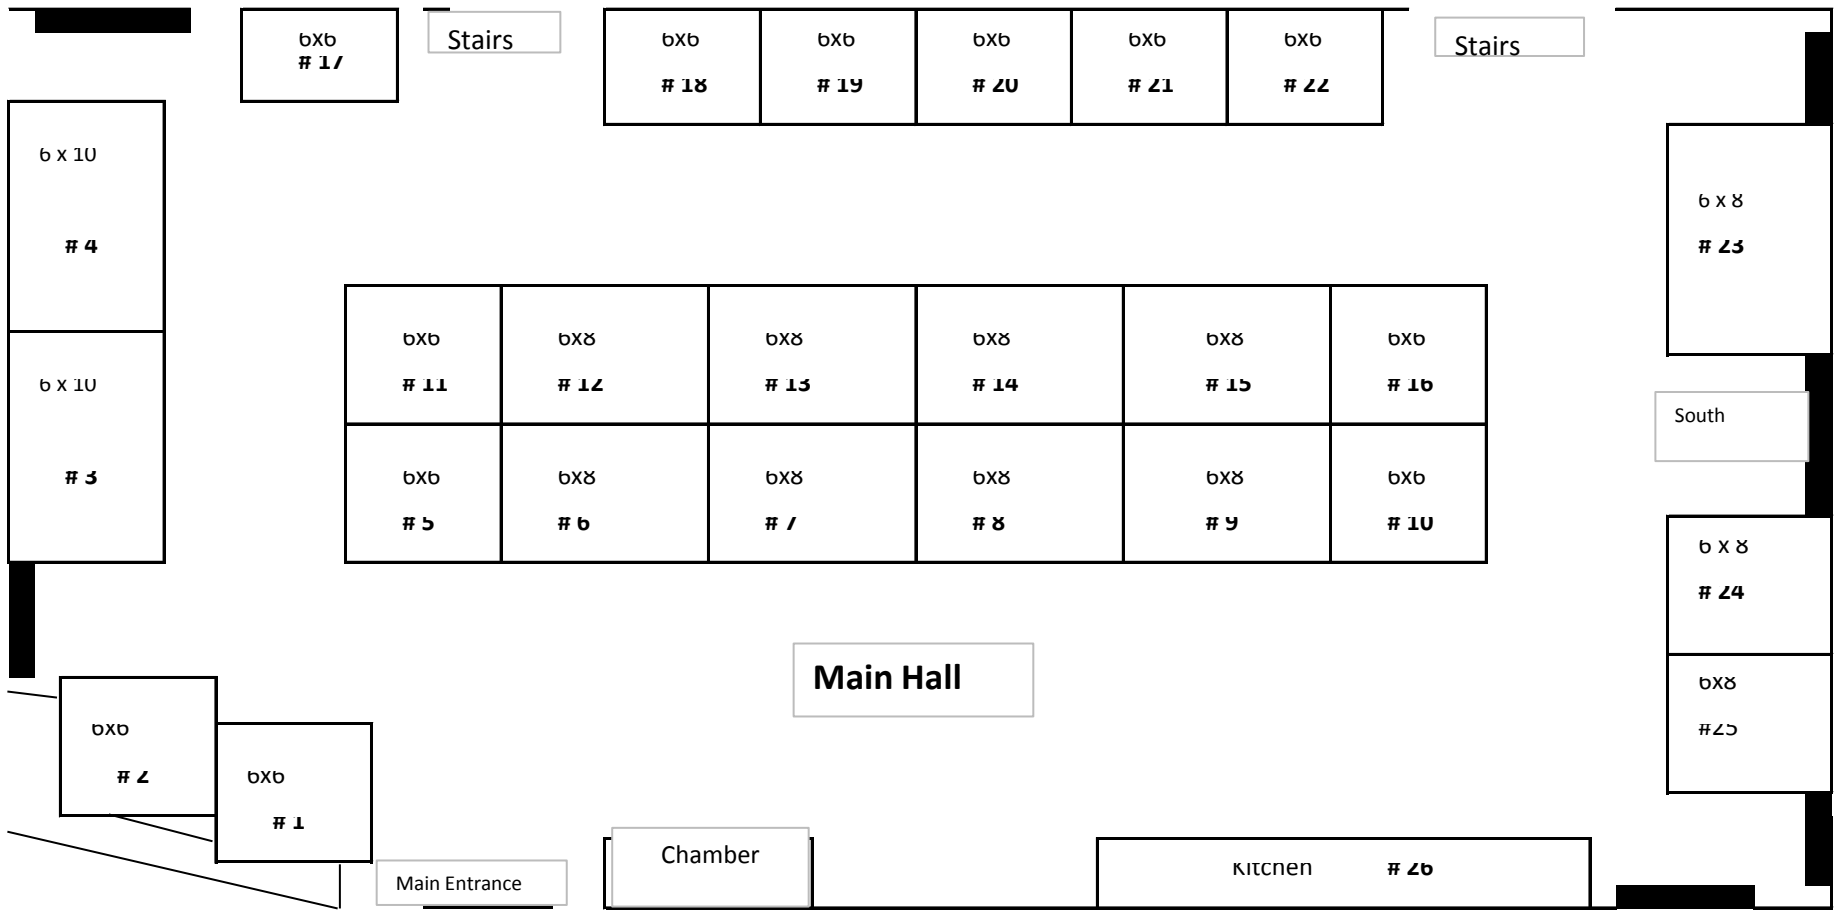 6x6
# 17
Stairs
6x6
# 18
6x6
# 19
6x6
# 20
6x6
# 21
6x6
# 22
Stairs
6 x 10
# 4
6 x 8
# 23
6x6
# 11
6x8
# 12
6x8
# 13
6x8
# 14
6x8
# 15
6x6
# 16
6 x 10
# 3
South
6x6
# 5
6x8
# 6
6x8
# 7
6x8
# 8
6x8
# 9
6x6
# 10
6 x 8
# 24
Main Hall
6x8
#25
6x6
# 2
6x6
# 1
Main Entrance
Chamber
Kitchen # 26